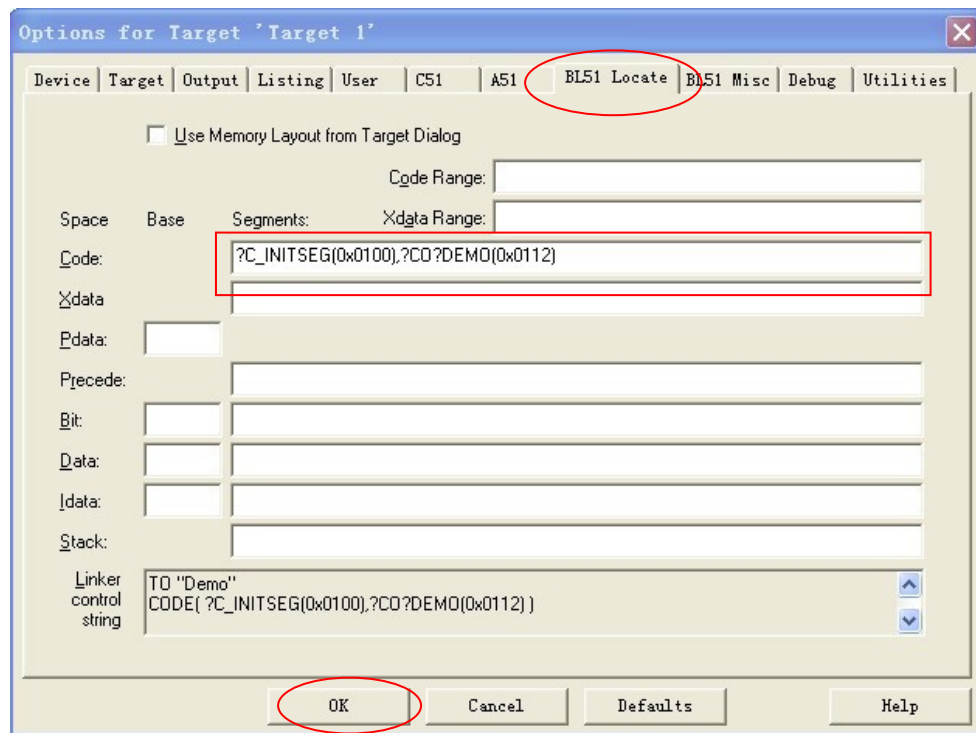 Options for Target 'Target 1'
Device Target Output Listing User C51 A51 BL51 Locate BL51 Misc Debug Utilities
Use Memory Layout from Target Dialog
Code Range:
Space Base Segments: Xdata Range:
Code: ?C_INITSEG(0x0100),?CO?DEMO(0x0112)
Xdata
Pdata:
Precede:
Bit:
Data:
Idata:
Stack:
Linker control string
TO "Demo"
CODE( ?C_INITSEG(0x0100),?CO?DEMO(0x0112) )
OK Cancel Defaults Help